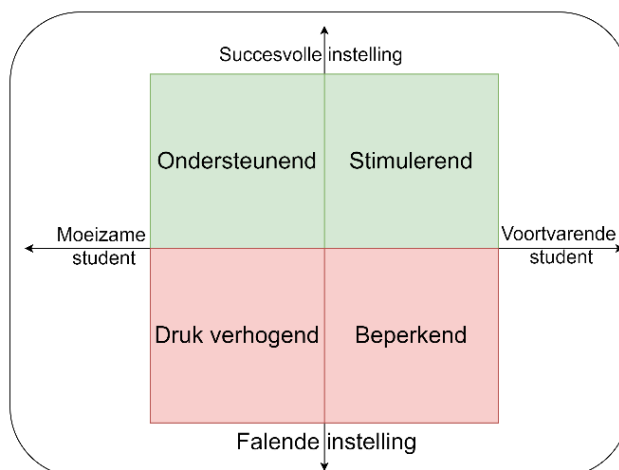 Succesvolle instelling
Ondersteunend
Stimulerend
Moeizame
student
Voortvarende
student
Druk verhogend
Beperkend
Falende instelling